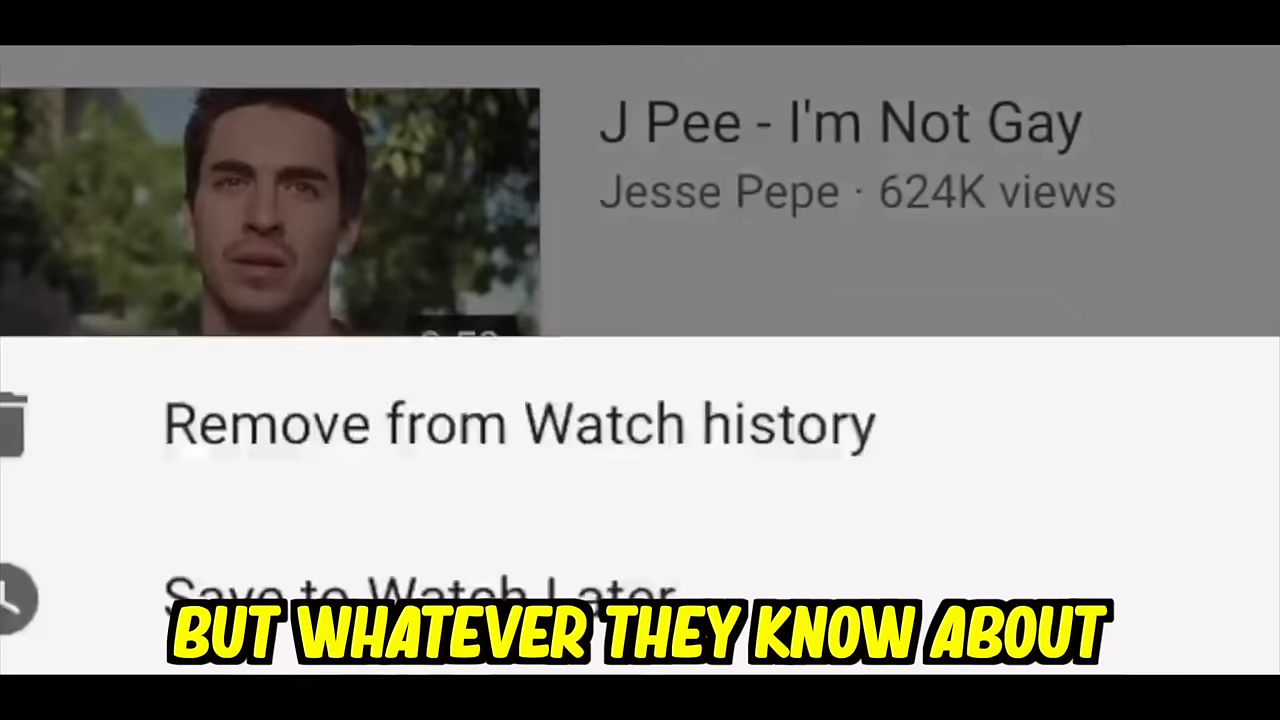 J Pee - I'm Not Gay
Jesse Pepe · 624K views
Remove from Watch history
Save to Watch Later
BUT WHATEVER THEY KNOW ABOUT